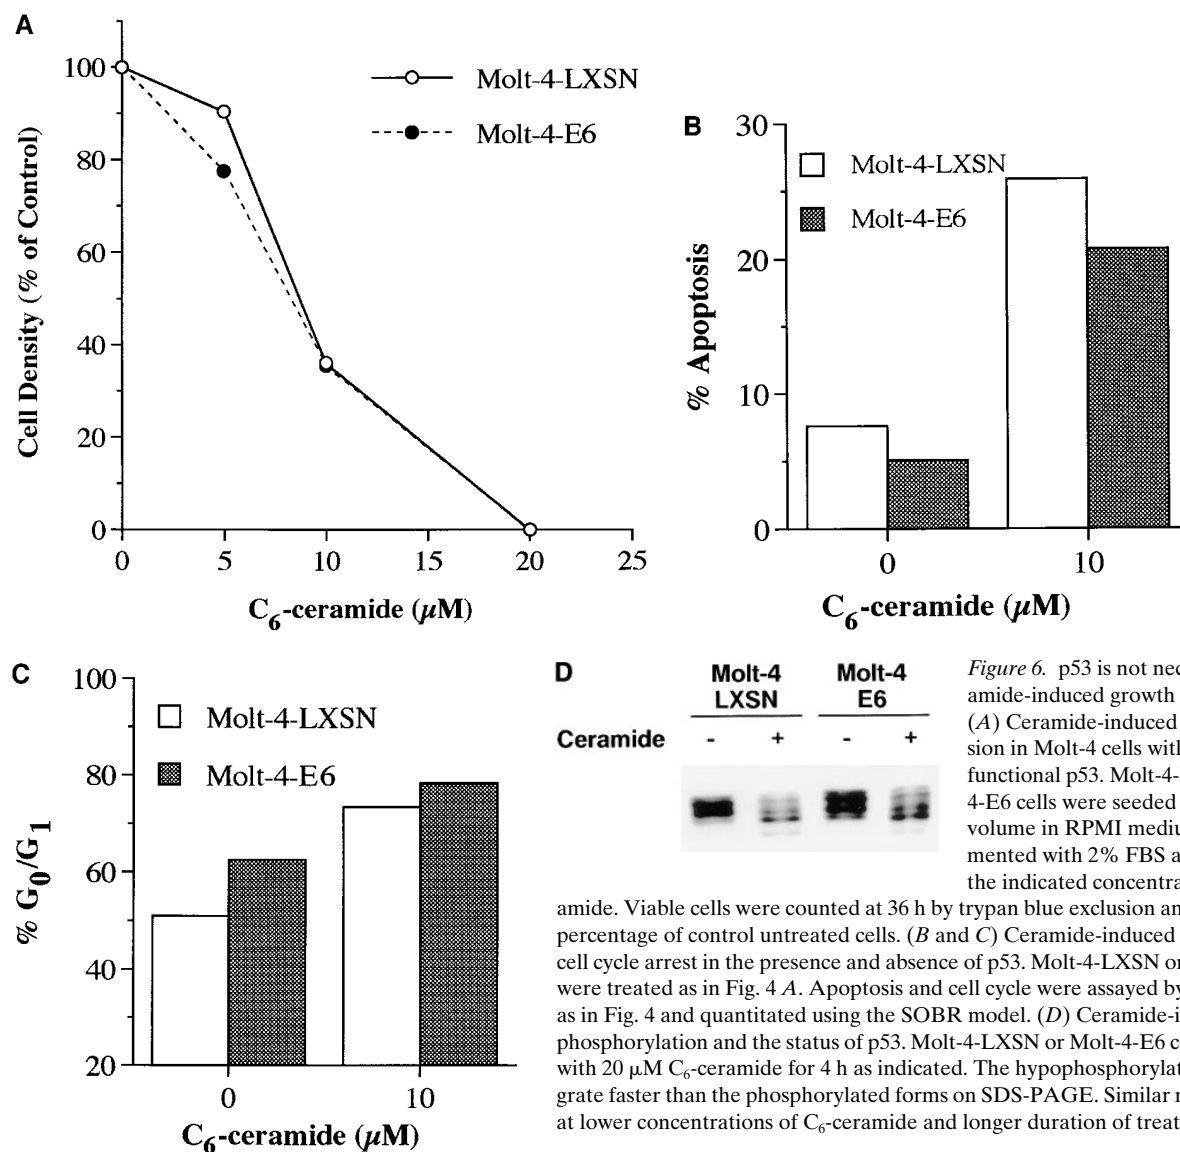 A
100
80
60
40
20
0
Cell Density (% of Control)
Molt-4-LXSN
Molt-4-E6
0 5 10 15 20 25
C6-ceramide (μM)
B
30
20
10
0
% Apoptosis
Molt-4-LXSN
Molt-4-E6
0 10
C6-ceramide (μM)
C
100
80
60
40
20
% G0/G1
Molt-4-LXSN
Molt-4-E6
0 10
C6-ceramide (μM)
D
Molt-4 Molt-4
LXSN E6
Ceramide - + - +
Figure 6. p53 is not
amide-induced growth
(A) Ceramide-induced
sion in Molt-4 cells with
functional p53. Molt-4-
4-E6 cells were seeded
volume in RPMI medium
mented with 2% FBS
the indicated
amide. Viable cells were counted at 36 h by trypan blue exclusion
percentage of control untreated cells. (B and C) Ceramide-induced
cell cycle arrest in the presence and absence of p53. Molt-4-LXSN or
were treated as in Fig. 4 A. Apoptosis and cell cycle were assayed by
as in Fig. 4 and quantitated using the SOBR model. (D)
phosphorylation and the status of p53. Molt-4-LXSN or Molt-4-E6
with 20 μM C6-ceramide for 4 h as indicated. The
grate faster than the phosphorylated forms on SDS-PAGE. Similar
at lower concentrations of C6-ceramide and longer duration of